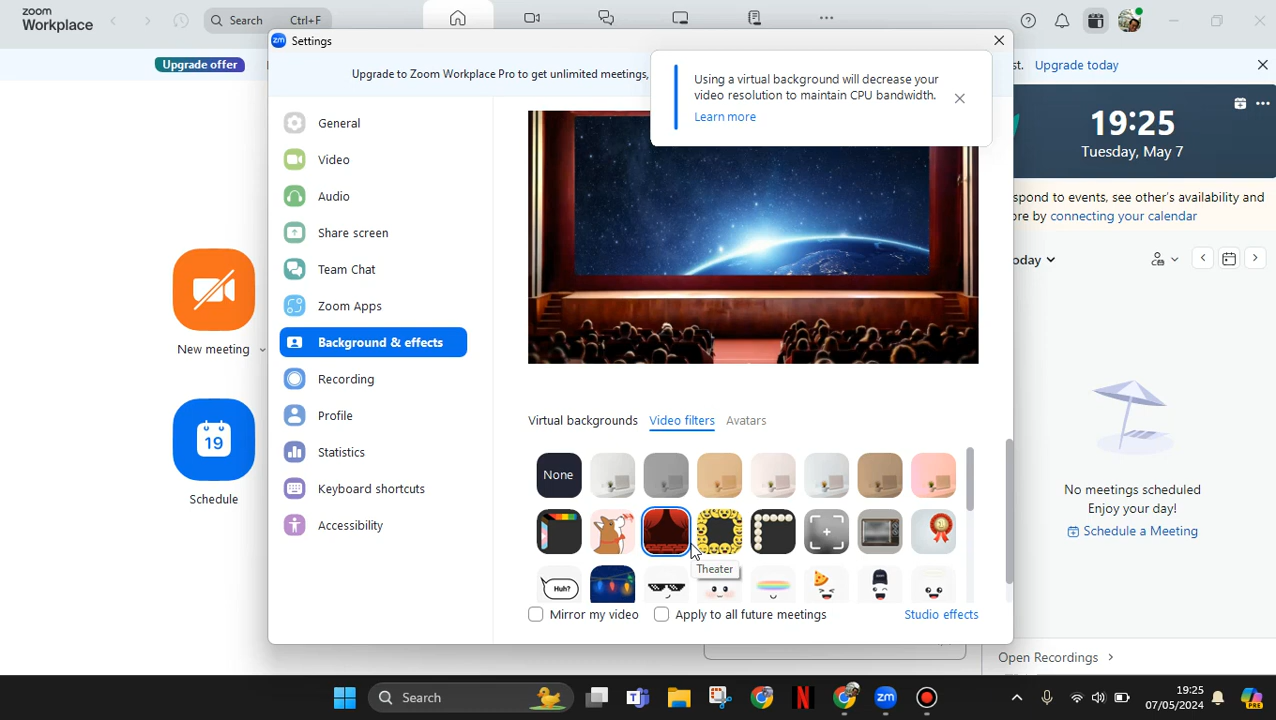 zoom
Workplace
Search Ctrl+F
Upgrade offer
st. Upgrade today
Settings
Upgrade to Zoom Workplace Pro to get unlimited meetings,
Using a virtual background will decrease your
video resolution to maintain CPU bandwidth.
Learn more
General
Video
Audio
Share screen
Team Chat
Zoom Apps
Background & effects
Recording
Profile
Statistics
Keyboard shortcuts
Accessibility
New meeting
19
Schedule
Virtual backgrounds Video filters Avatars
None
Theater
Huh?
Mirror my video Apply to all future meetings Studio effects
19:25
Tuesday, May 7
spond to events, see other's availability and
ore by connecting your calendar
oday
No meetings scheduled
Enjoy your day!
Schedule a Meeting
Open Recordings
Search
zm
19:25
07/05/2024
PRE